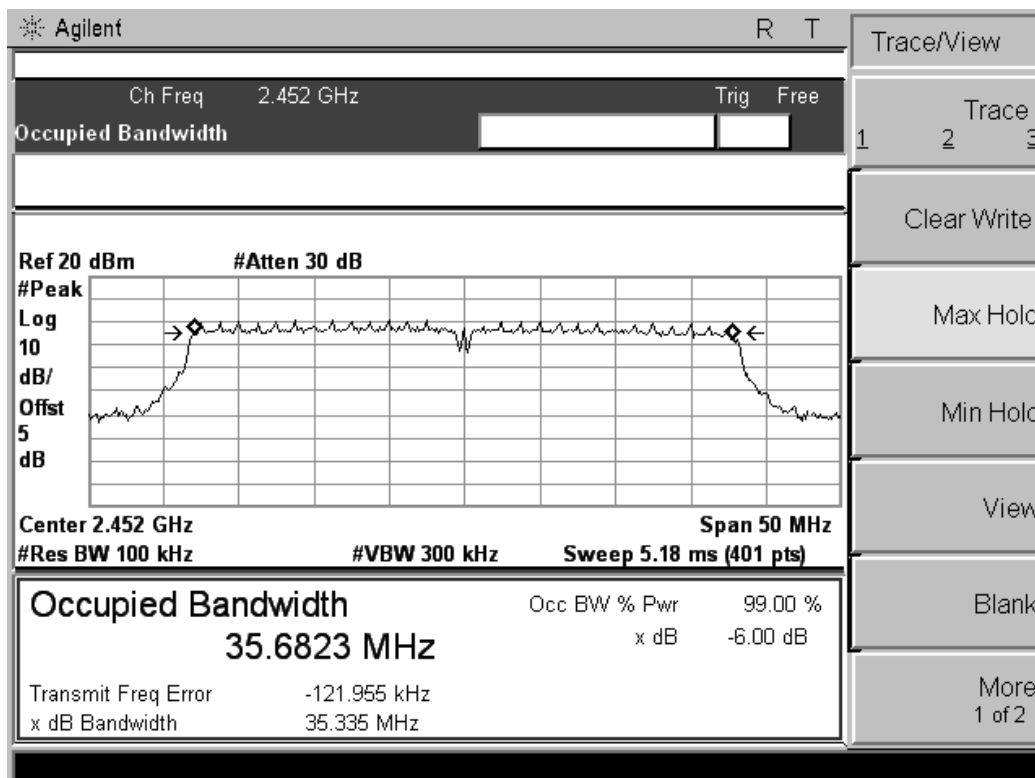 Agilent R T
Ch Freq 2.452 GHz Trig Free
Occupied Bandwidth
Ref 20 dBm #Atten 30 dB
#Peak
Log
10
dB/
Offst
5
dB
Center 2.452 GHz Span 50 MHz
#Res BW 100 kHz #VBW 300 kHz Sweep 5.18 ms (401 pts)
Occupied Bandwidth Occ BW % Pwr 99.00 %
35.6823 MHz x dB -6.00 dB
Transmit Freq Error -121.955 kHz
x dB Bandwidth 35.335 MHz
Trace/View
Trace
1 2 3
Clear Write
Max Hold
Min Hold
View
Blank
More
1 of 2